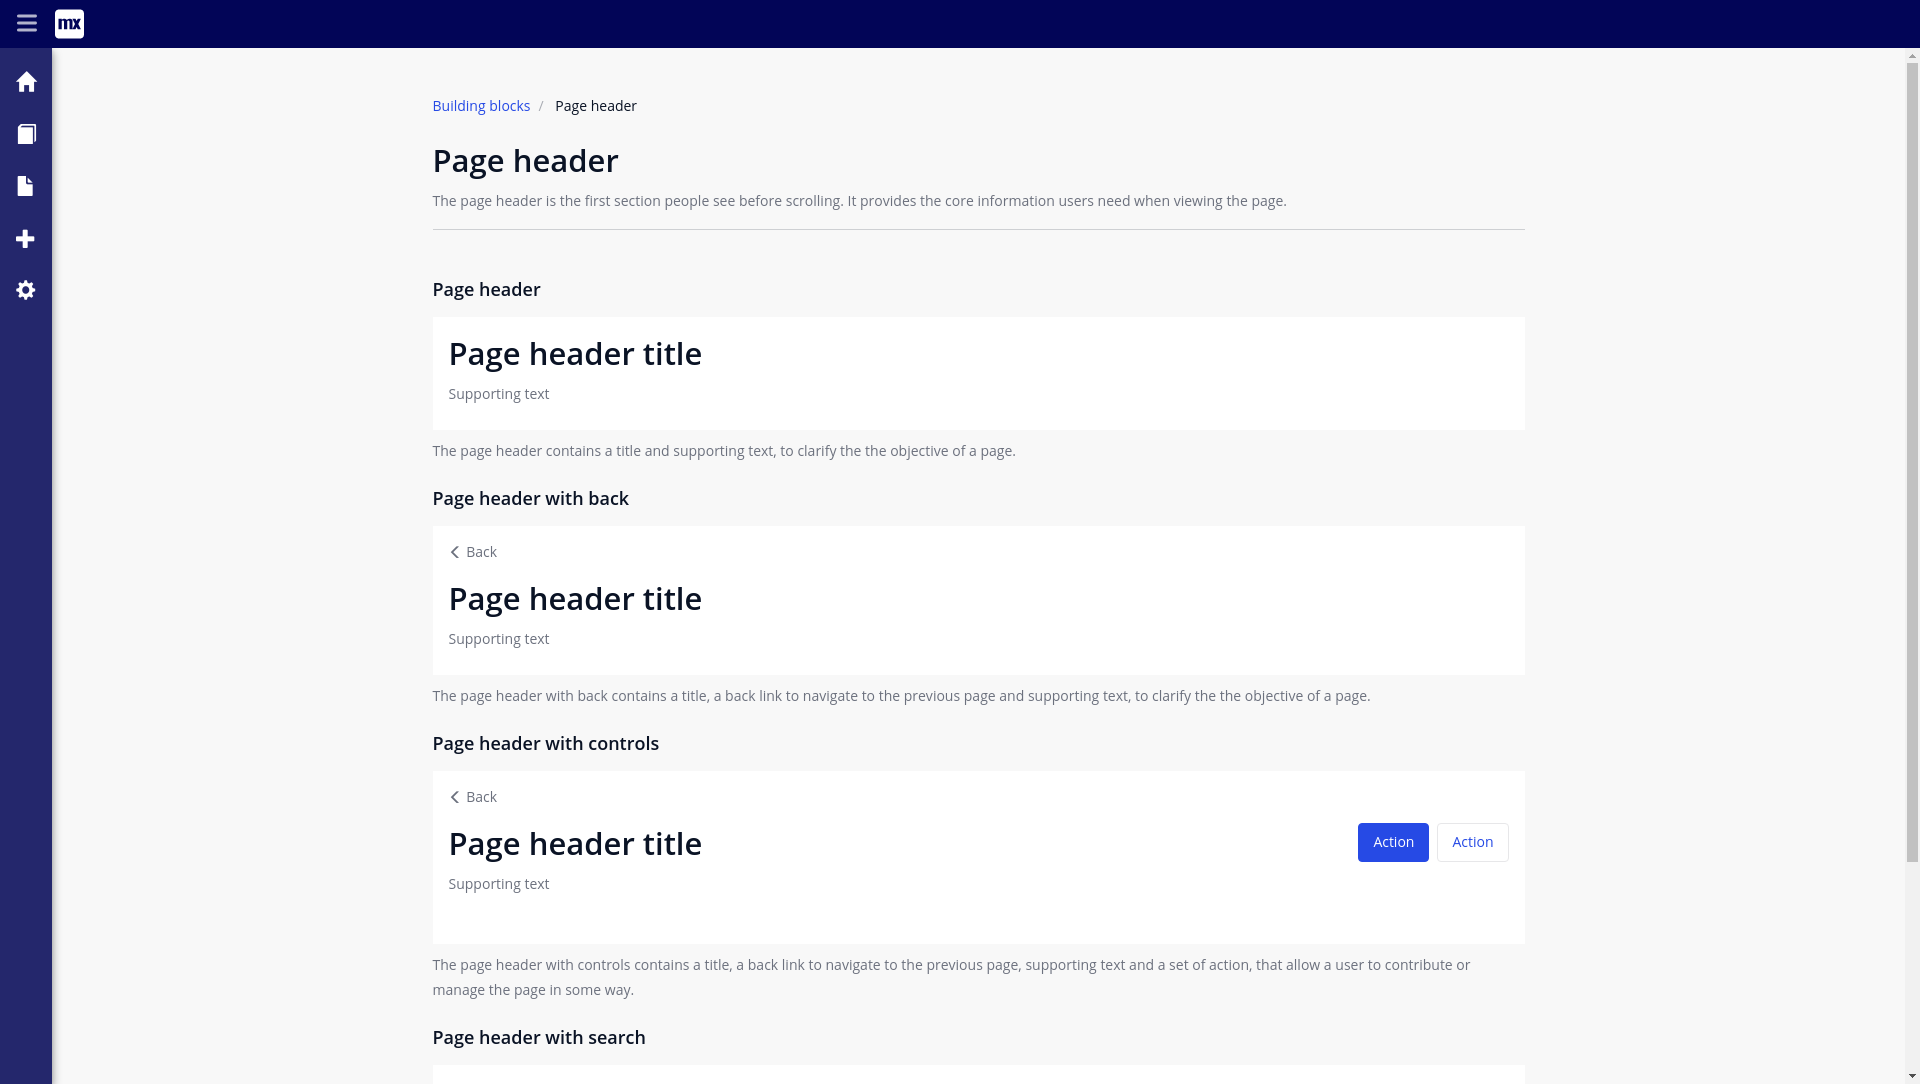 mx
Building blocks / Page header
Page header
The page header is the first section people see before scrolling. It provides the core information users need when viewing the page.
Page header
Page header title
Supporting text
The page header contains a title and supporting text, to clarify the the objective of a page.
Page header with back
Back
Page header title
Supporting text
The page header with back contains a title, a back link to navigate to the previous page and supporting text, to clarify the the objective of a page.
Page header with controls
Back
Page header title
Action Action
Supporting text
The page header with controls contains a title, a back link to navigate to the previous page, supporting text and a set of action, that allow a user to contribute or
manage the page in some way.
Page header with search